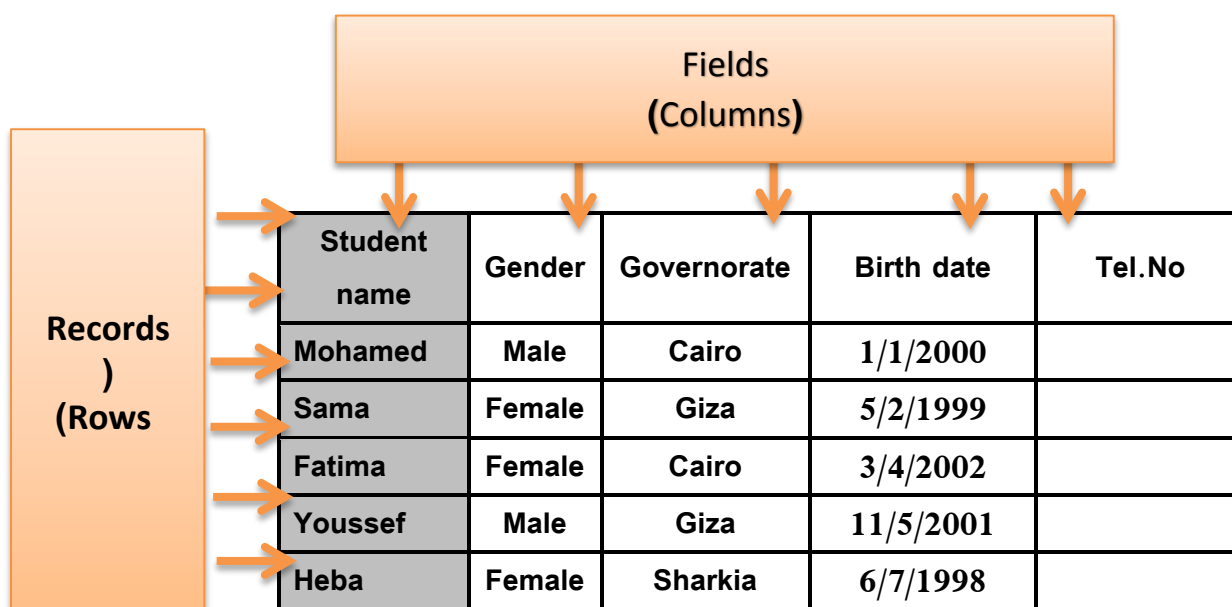 Fields
(Columns)
Records
)
(Rows
Student name Gender Governorate Birth date Tel.No
Mohamed Male Cairo 1/1/2000
Sama Female Giza 5/2/1999
Fatima Female Cairo 3/4/2002
Youssef Male Giza 11/5/2001
Heba Female Sharkia 6/7/1998